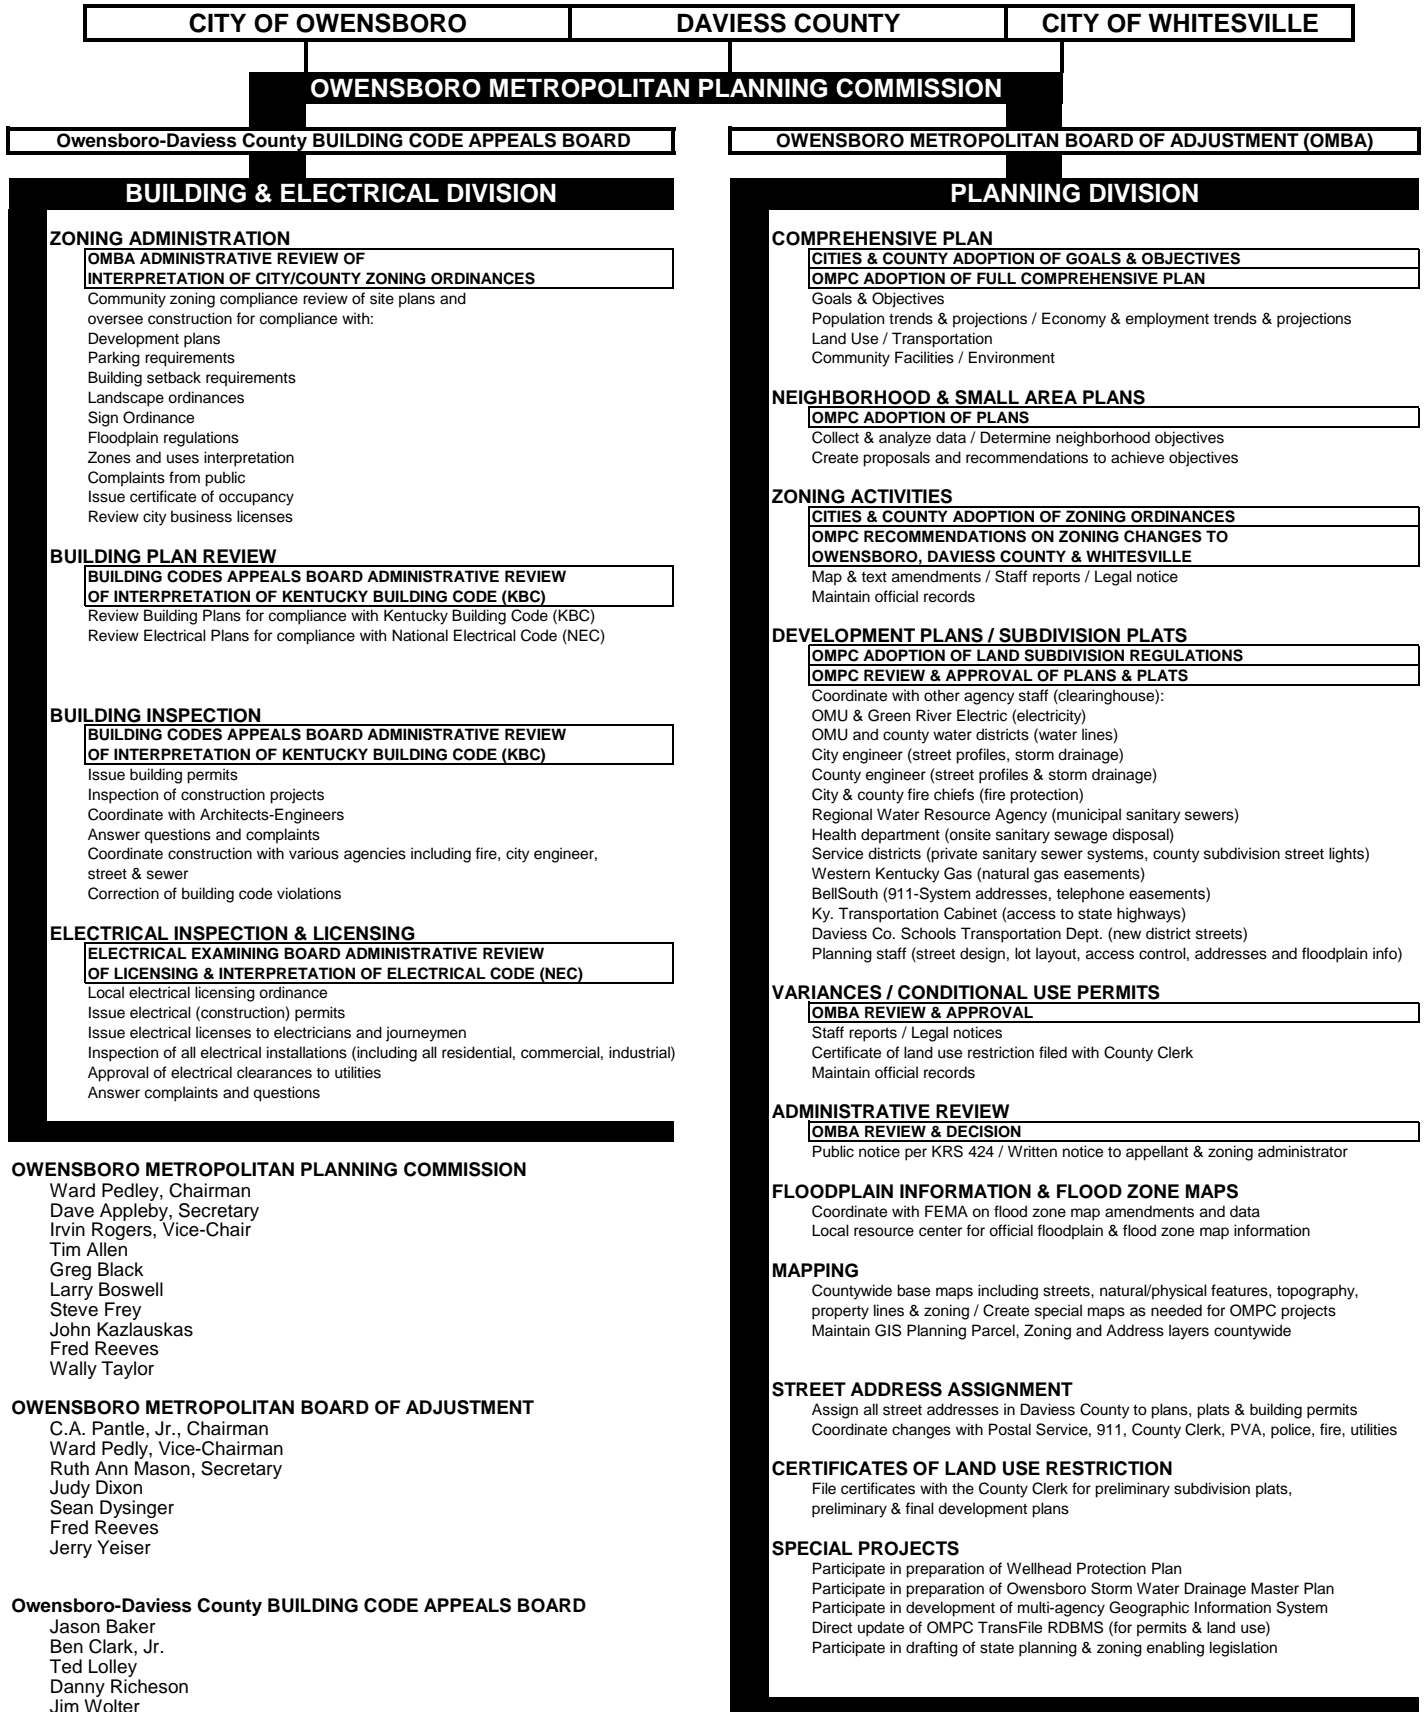 CITY OF OWENSBORO
DAVIESS COUNTY
CITY OF WHITESVILLE
OWENSBORO METROPOLITAN PLANNING COMMISSION
Owensboro-Daviess County BUILDING CODE APPEALS BOARD
OWENSBORO METROPOLITAN BOARD OF ADJUSTMENT (OMBA)
BUILDING & ELECTRICAL DIVISION
ZONING ADMINISTRATION
OMBA ADMINISTRATIVE REVIEW OF
INTERPRETATION OF CITY/COUNTY ZONING ORDINANCES
Community zoning compliance review of site plans and
oversee construction for compliance with:
Development plans
Parking requirements
Building setback requirements
Landscape ordinances
Sign Ordinance
Floodplain regulations
Zones and uses interpretation
Complaints from public
Issue certificate of occupancy
Review city business licenses
BUILDING PLAN REVIEW
BUILDING CODES APPEALS BOARD ADMINISTRATIVE REVIEW
OF INTERPRETATION OF KENTUCKY BUILDING CODE (KBC)
Review Building Plans for compliance with Kentucky Building Code (KBC)
Review Electrical Plans for compliance with National Electrical Code (NEC)
BUILDING INSPECTION
BUILDING CODES APPEALS BOARD ADMINISTRATIVE REVIEW
OF INTERPRETATION OF KENTUCKY BUILDING CODE (KBC)
Issue building permits
Inspection of construction projects
Coordinate with Architects-Engineers
Answer questions and complaints
Coordinate construction with various agencies including fire, city engineer,
street & sewer
Correction of building code violations
ELECTRICAL INSPECTION & LICENSING
ELECTRICAL EXAMINING BOARD ADMINISTRATIVE REVIEW
OF LICENSING & INTERPRETATION OF ELECTRICAL CODE (NEC)
Local electrical licensing ordinance
Issue electrical (construction) permits
Issue electrical licenses to electricians and journeymen
Inspection of all electrical installations (including all residential, commercial, industrial)
Approval of electrical clearances to utilities
Answer complaints and questions
OWENSBORO METROPOLITAN PLANNING COMMISSION
Ward Pedley, Chairman
Dave Appleby, Secretary
Irvin Rogers, Vice-Chair
Tim Allen
Greg Black
Larry Boswell
Steve Frey
John Kazlauskas
Fred Reeves
Wally Taylor
OWENSBORO METROPOLITAN BOARD OF ADJUSTMENT
C.A. Pantle, Jr., Chairman
Ward Pedly, Vice-Chairman
Ruth Ann Mason, Secretary
Judy Dixon
Sean Dysinger
Fred Reeves
Jerry Yeiser
Owensboro-Daviess County BUILDING CODE APPEALS BOARD
Jason Baker
Ben Clark, Jr.
Ted Lolley
Danny Richeson
Jim Wolter
PLANNING DIVISION
COMPREHENSIVE PLAN
CITIES & COUNTY ADOPTION OF GOALS & OBJECTIVES
OMPC ADOPTION OF FULL COMPREHENSIVE PLAN
Goals & Objectives
Population trends & projections / Economy & employment trends & projections
Land Use / Transportation
Community Facilities / Environment
NEIGHBORHOOD & SMALL AREA PLANS
OMPC ADOPTION OF PLANS
Collect & analyze data / Determine neighborhood objectives
Create proposals and recommendations to achieve objectives
ZONING ACTIVITIES
CITIES & COUNTY ADOPTION OF ZONING ORDINANCES
OMPC RECOMMENDATIONS ON ZONING CHANGES TO
OWENSBORO, DAVIESS COUNTY & WHITESVILLE
Map & text amendments / Staff reports / Legal notice
Maintain official records
DEVELOPMENT PLANS / SUBDIVISION PLATS
OMPC ADOPTION OF LAND SUBDIVISION REGULATIONS
OMPC REVIEW & APPROVAL OF PLANS & PLATS
Coordinate with other agency staff (clearinghouse):
OMU & Green River Electric (electricity)
OMU and county water districts (water lines)
City engineer (street profiles, storm drainage)
County engineer (street profiles & storm drainage)
City & county fire chiefs (fire protection)
Regional Water Resource Agency (municipal sanitary sewers)
Health department (onsite sanitary sewage disposal)
Service districts (private sanitary sewer systems, county subdivision street lights)
Western Kentucky Gas (natural gas easements)
BellSouth (911-System addresses, telephone easements)
Ky. Transportation Cabinet (access to state highways)
Daviess Co. Schools Transportation Dept. (new district streets)
Planning staff (street design, lot layout, access control, addresses and floodplain info)
VARIANCES / CONDITIONAL USE PERMITS
OMBA REVIEW & APPROVAL
Staff reports / Legal notices
Certificate of land use restriction filed with County Clerk
Maintain official records
ADMINISTRATIVE REVIEW
OMBA REVIEW & DECISION
Public notice per KRS 424 / Written notice to appellant & zoning administrator
FLOODPLAIN INFORMATION & FLOOD ZONE MAPS
Coordinate with FEMA on flood zone map amendments and data
Local resource center for official floodplain & flood zone map information
MAPPING
Countywide base maps including streets, natural/physical features, topography,
property lines & zoning / Create special maps as needed for OMPC projects
Maintain GIS Planning Parcel, Zoning and Address layers countywide
STREET ADDRESS ASSIGNMENT
Assign all street addresses in Daviess County to plans, plats & building permits
Coordinate changes with Postal Service, 911, County Clerk, PVA, police, fire, utilities
CERTIFICATES OF LAND USE RESTRICTION
File certificates with the County Clerk for preliminary subdivision plats,
preliminary & final development plans
SPECIAL PROJECTS
Participate in preparation of Wellhead Protection Plan
Participate in preparation of Owensboro Storm Water Drainage Master Plan
Participate in development of multi-agency Geographic Information System
Direct update of OMPC TransFile RDBMS (for permits & land use)
Participate in drafting of state planning & zoning enabling legislation